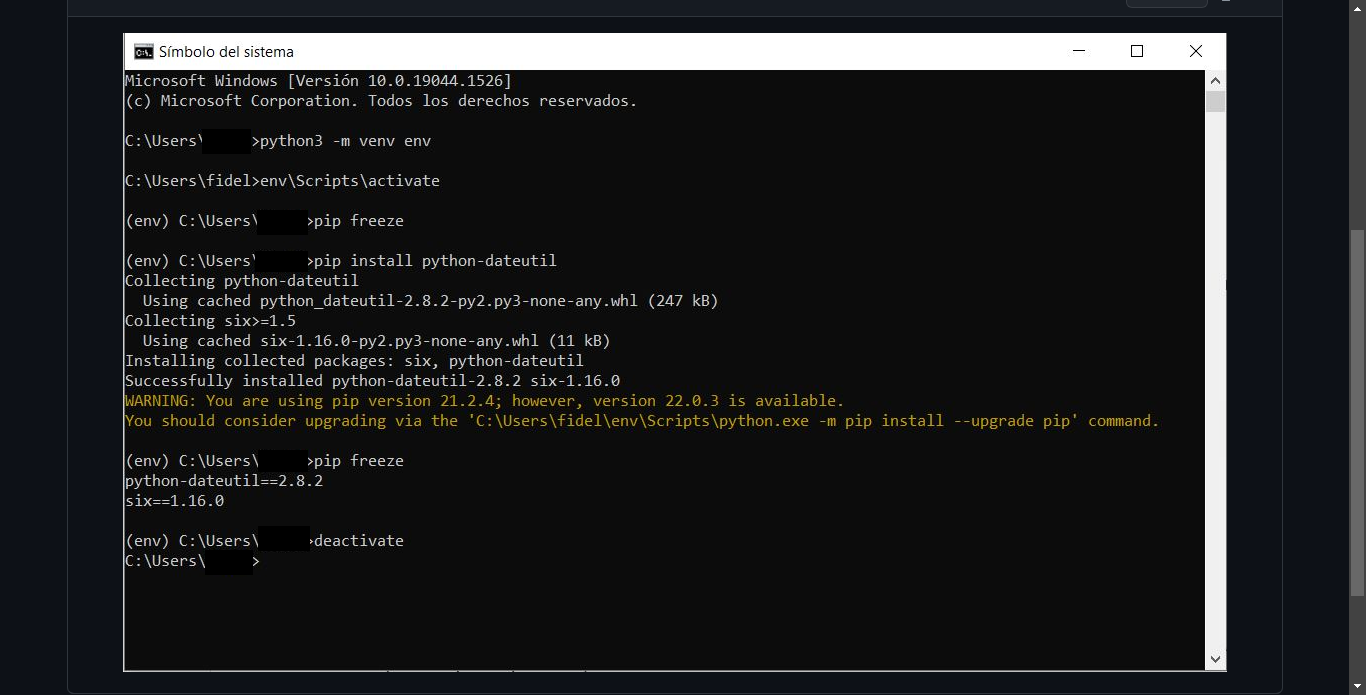 Símbolo del sistema
Microsoft Windows [Versión 10.0.19044.1526]
(c) Microsoft Corporation. Todos los derechos reservados.
C:\Users\ >python3 -m venv env
C:\Users\fidel>env\Scripts\activate
(env) C:\Users\ >pip freeze
(env) C:\Users\ >pip install python-dateutil
Collecting python-dateutil
Using cached python_dateutil-2.8.2-py2.py3-none-any.whl (247 kB)
Collecting six>=1.5
Using cached six-1.16.0-py2.py3-none-any.whl (11 kB)
Installing collected packages: six, python-dateutil
Successfully installed python-dateutil-2.8.2 six-1.16.0
WARNING: You are using pip version 21.2.4; however, version 22.0.3 is available.
You should consider upgrading via the 'C:\Users\fidel\env\Scripts\python.exe -m pip install --upgrade pip' command.
(env) C:\Users\ >pip freeze
python-dateutil==2.8.2
six==1.16.0
(env) C:\Users\ >deactivate
C:\Users\ >